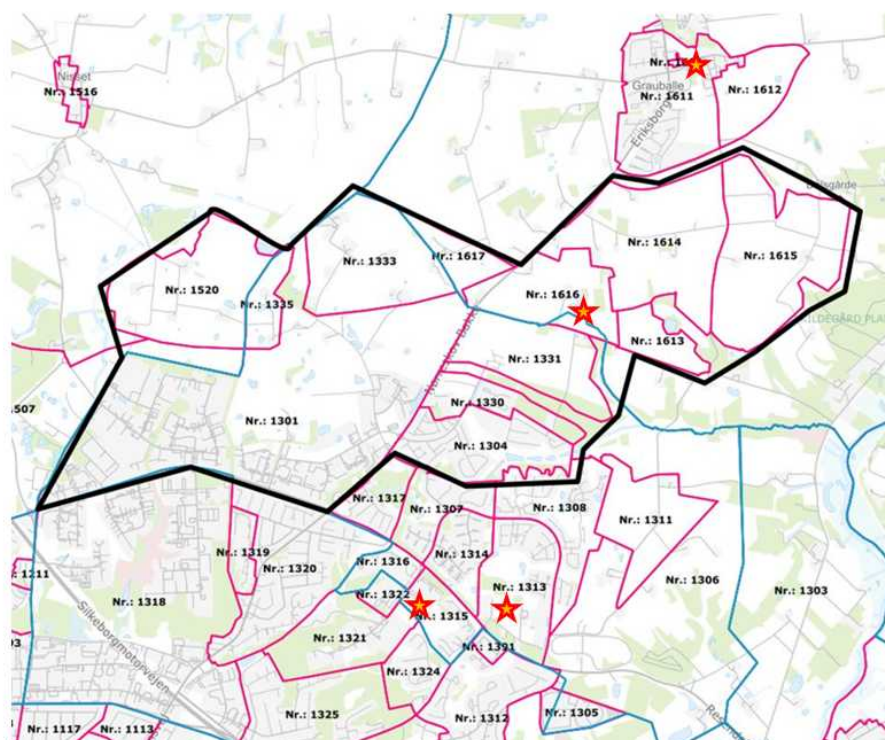 Nisset
Nr.: 1516
Grauballe
Nr.: 1611
Nr.: 1612
Eriksborg
Nr.: 1614
Nr.: 1617
Nr.: 1333
Nr.: 1615
Nr.: 1520
Nr.: 1335
Nr.: 1616
Nr.: 1613
Nr.: 1331
Nr.: 1330
Nr.: 1301
Nr.: 1304
Nr.: 1317
Nr.: 1307
Nr.: 1308
Nr.: 1311
Nr.: 1319
Nr.: 1320
Nr.: 1316
Nr.: 1314
Nr.: 1306
Nr.: 1303
Nr.: 1318
Nr.: 1322
Nr.: 1313
Nr.: 1315
Nr.: 1321
Nr.: 1391
Nr.: 1324
Silkeborgmotorvejen
Nr.: 1325
Nr.: 1312
Nr.: 1305
Nr.: 1117
Nr.: 1113